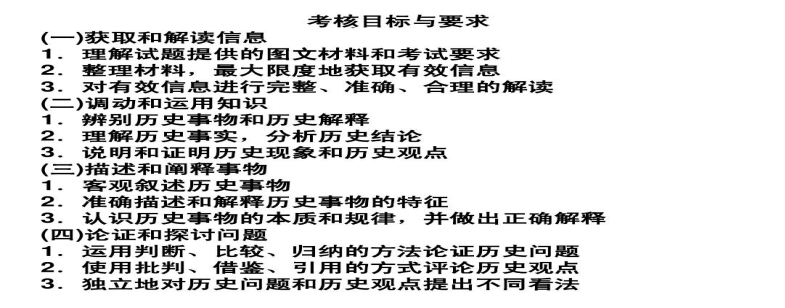 考核目标与要求
(一)获取和解读信息
1. 理解试题提供的图文材料和考试要求
2. 整理材料，最大限度地获取有效信息
3. 对有效信息进行完整、准确、合理的解读
(二)调动和运用知识
1. 辨别历史事物和历史解释
2. 理解历史事实，分析历史结论
3. 说明和证明历史现象和历史观点
(三)描述和阐释事物
1. 客观叙述历史事物
2. 准确描述和解释历史事物的特征
3. 认识历史事物的本质和规律，并做出正确解释
(四)论证和探讨问题
1. 运用判断、比较、归纳的方法论证历史问题
2. 使用批判、借鉴、引用的方式评论历史观点
3. 独立地对历史问题和历史观点提出不同看法